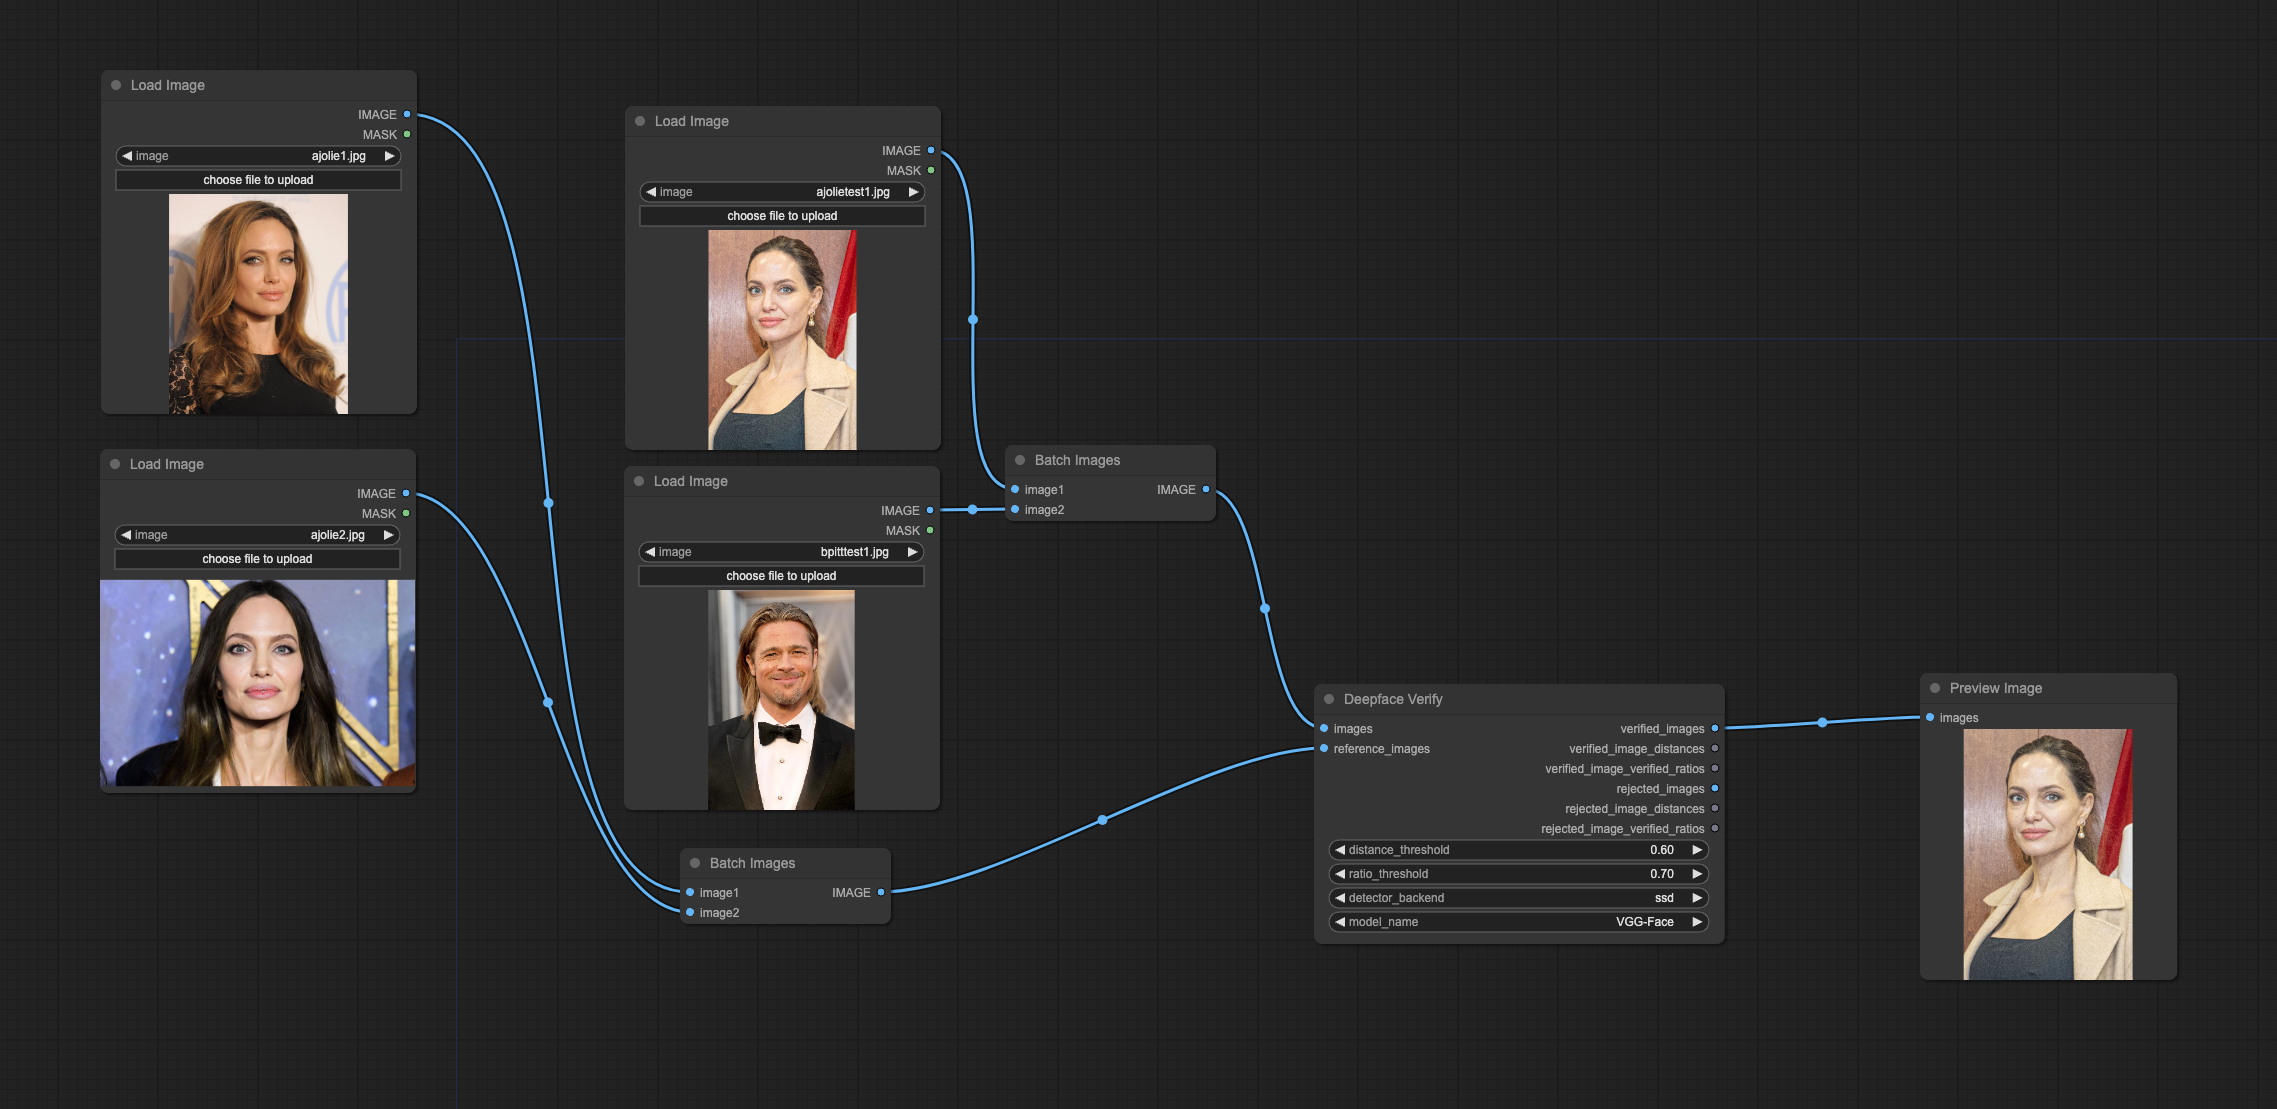 Load Image
IMAGE
MASK
image ajolie1.jpg
choose file to upload
Load Image
IMAGE
MASK
image ajolie2.jpg
choose file to upload
Load Image
IMAGE
MASK
image ajolietest1.jpg
choose file to upload
Load Image
IMAGE
MASK
image bpitttest1.jpg
choose file to upload
Batch Images
image1 IMAGE
image2
Batch Images
image1 IMAGE
image2
Deepface Verify
images verified_images
reference_images verified_image_distances
verified_image_verified_ratios
rejected_images
rejected_image_distances
rejected_image_verified_ratios
distance_threshold 0.60
ratio_threshold 0.70
detector_backend ssd
model_name VGG-Face
Preview Image
images